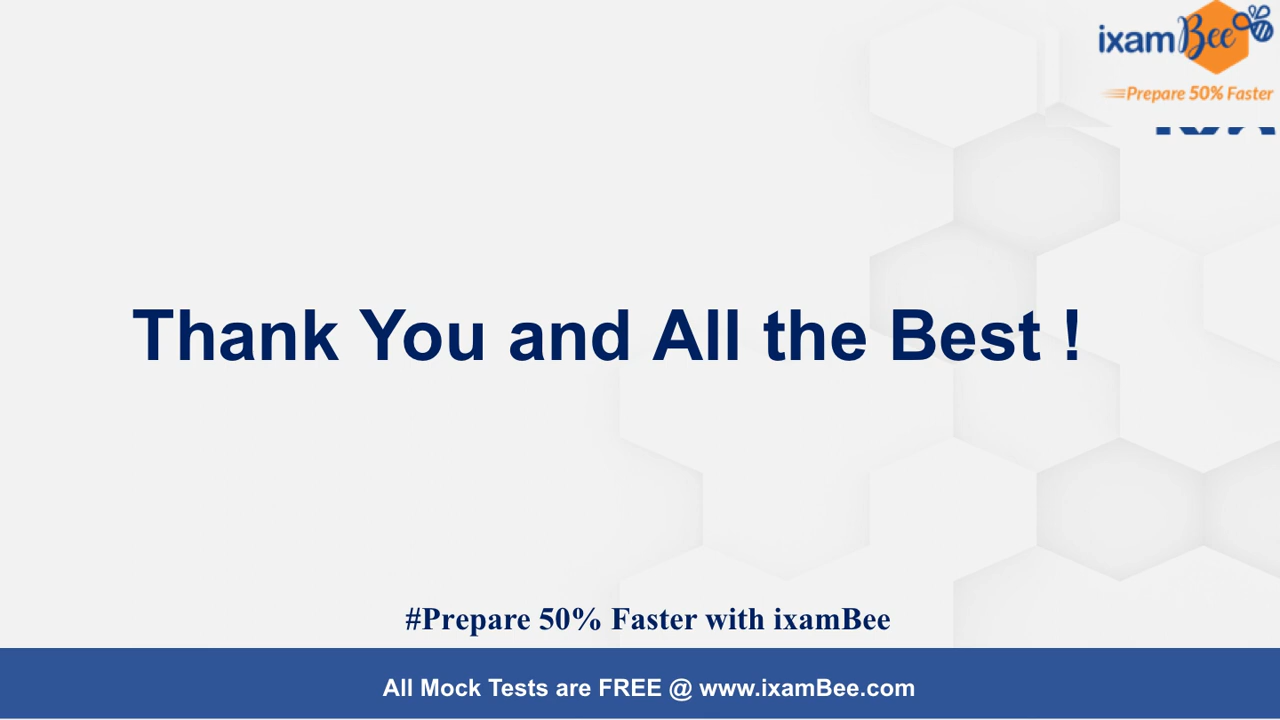 ixamBee
Prepare 50% Faster
Thank You and All the Best !
#Prepare 50% Faster with ixamBee
All Mock Tests are FREE @ www.ixamBee.com